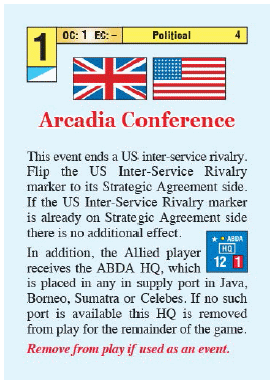 1 OC: 1 EC: - Political 4
Arcadia Conference
This event ends a US inter-service rivalry.
Flip the US Inter-Service Rivalry
marker to its Strategic Agreement side.
If the US Inter-Service Rivalry marker
is already on Strategic Agreement side
there is no additional effect.
In addition, the Allied player
receives the ABDA HQ, which
is placed in any in supply port in Java,
Borneo, Sumatra or Celebes. If no such
port is available this HQ is removed
from play for the remainder of the game.
ABDA
HQ
12 1
Remove from play if used as an event.